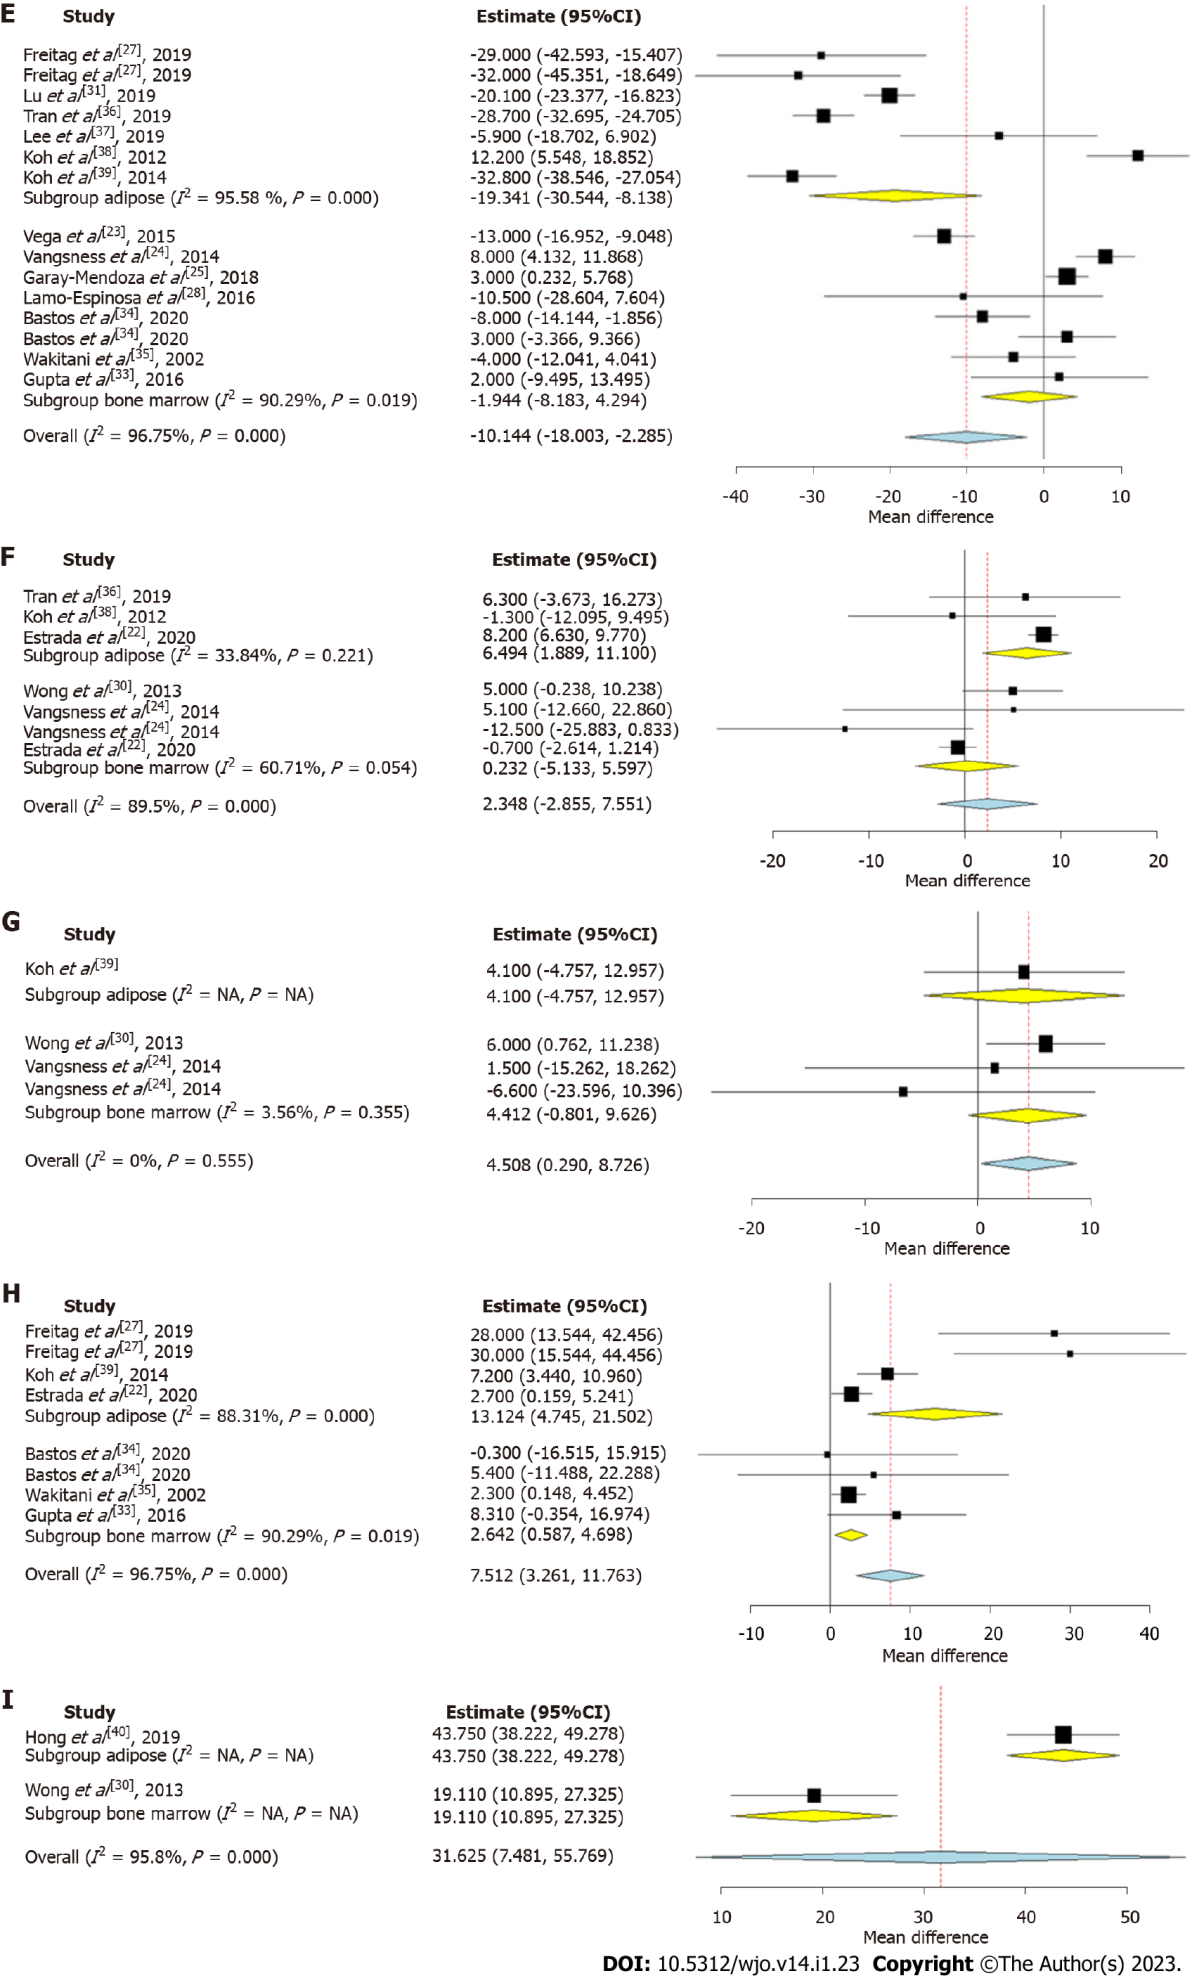 E Study Estimate (95%CI)
Freitag et al[27], 2019 -29.000 (-42.593, -15.407)
Freitag et al[27], 2019 -32.000 (-45.351, -18.649)
Lu et al[31], 2019 -20.100 (-23.377, -16.823)
Tran et al[36], 2019 -28.700 (-32.695, -24.705)
Lee et al[37], 2019 -5.900 (-18.702, 6.902)
Koh et al[38], 2012 12.200 (5.548, 18.852)
Koh et al[39], 2014 -32.800 (-38.546, -27.054)
Subgroup adipose (I2 = 95.58 %, P = 0.000) -19.341 (-30.544, -8.138)
Vega et al[23], 2015 -13.000 (-16.952, -9.048)
Vangsness et al[24], 2014 8.000 (4.132, 11.868)
Garay-Mendoza et al[25], 2018 3.000 (0.232, 5.768)
Lamo-Espinosa et al[28], 2016 -10.500 (-28.604, 7.604)
Bastos et al[34], 2020 -8.000 (-14.144, -1.856)
Bastos et al[34], 2020 3.000 (-3.366, 9.366)
Wakitani et al[35], 2002 -4.000 (-12.041, 4.041)
Gupta et al[33], 2016 2.000 (-9.495, 13.495)
Subgroup bone marrow (I2 = 90.29%, P = 0.019) -1.944 (-8.183, 4.294)
Overall (I2 = 96.75%, P = 0.000) -10.144 (-18.003, -2.285)
-40 -30 -20 -10 0 10
Mean difference
F Study Estimate (95%CI)
Tran et al[36], 2019 6.300 (-3.673, 16.273)
Koh et al[38], 2012 -1.300 (-12.095, 9.495)
Estrada et al[22], 2020 8.200 (6.630, 9.770)
Subgroup adipose (I2 = 33.84%, P = 0.221) 6.494 (1.889, 11.100)
Wong et al[30], 2013 5.000 (-0.238, 10.238)
Vangsness et al[24], 2014 5.100 (-12.660, 22.860)
Vangsness et al[24], 2014 -12.500 (-25.883, 0.833)
Estrada et al[22], 2020 -0.700 (-2.614, 1.214)
Subgroup bone marrow (I2 = 60.71%, P = 0.054) 0.232 (-5.133, 5.597)
Overall (I2 = 89.5%, P = 0.000) 2.348 (-2.855, 7.551)
-20 -10 0 10 20
Mean difference
G Study Estimate (95%CI)
Koh et al[39] 4.100 (-4.757, 12.957)
Subgroup adipose (I2 = NA, P = NA) 4.100 (-4.757, 12.957)
Wong et al[30], 2013 6.000 (0.762, 11.238)
Vangsness et al[24], 2014 1.500 (-15.262, 18.262)
Vangsness et al[24], 2014 -6.600 (-23.596, 10.396)
Subgroup bone marrow (I2 = 3.56%, P = 0.355) 4.412 (-0.801, 9.626)
Overall (I2 = 0%, P = 0.555) 4.508 (0.290, 8.726)
-20 -10 0 10
Mean difference
H Study Estimate (95%CI)
Freitag et al[27], 2019 28.000 (13.544, 42.456)
Freitag et al[27], 2019 30.000 (15.544, 44.456)
Koh et al[39], 2014 7.200 (3.440, 10.960)
Estrada et al[22], 2020 2.700 (0.159, 5.241)
Subgroup adipose (I2 = 88.31%, P = 0.000) 13.124 (4.745, 21.502)
Bastos et al[34], 2020 -0.300 (-16.515, 15.915)
Bastos et al[34], 2020 5.400 (-11.488, 22.288)
Wakitani et al[35], 2002 2.300 (0.148, 4.452)
Gupta et al[33], 2016 8.310 (-0.354, 16.974)
Subgroup bone marrow (I2 = 90.29%, P = 0.019) 2.642 (0.587, 4.698)
Overall (I2 = 96.75%, P = 0.000) 7.512 (3.261, 11.763)
-10 0 10 20 30 40
Mean difference
I Study Estimate (95%CI)
Hong et al[40], 2019 43.750 (38.222, 49.278)
Subgroup adipose (I2 = NA, P = NA) 43.750 (38.222, 49.278)
Wong et al[30], 2013 19.110 (10.895, 27.325)
Subgroup bone marrow (I2 = NA, P = NA) 19.110 (10.895, 27.325)
Overall (I2 = 95.8%, P = 0.000) 31.625 (7.481, 55.769)
10 20 30 40 50
Mean difference
DOI: 10.5312/wjo.v14.i1.23 Copyright ©The Author(s) 2023.